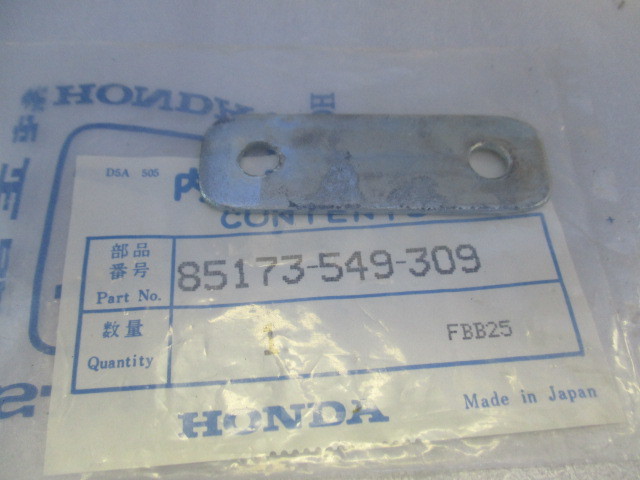 HONDA
DSA S05
CONTENTS
部品番号
Part No. 85173-549-309
数量
Quantity 1 FBB25
HONDA Made in Japan